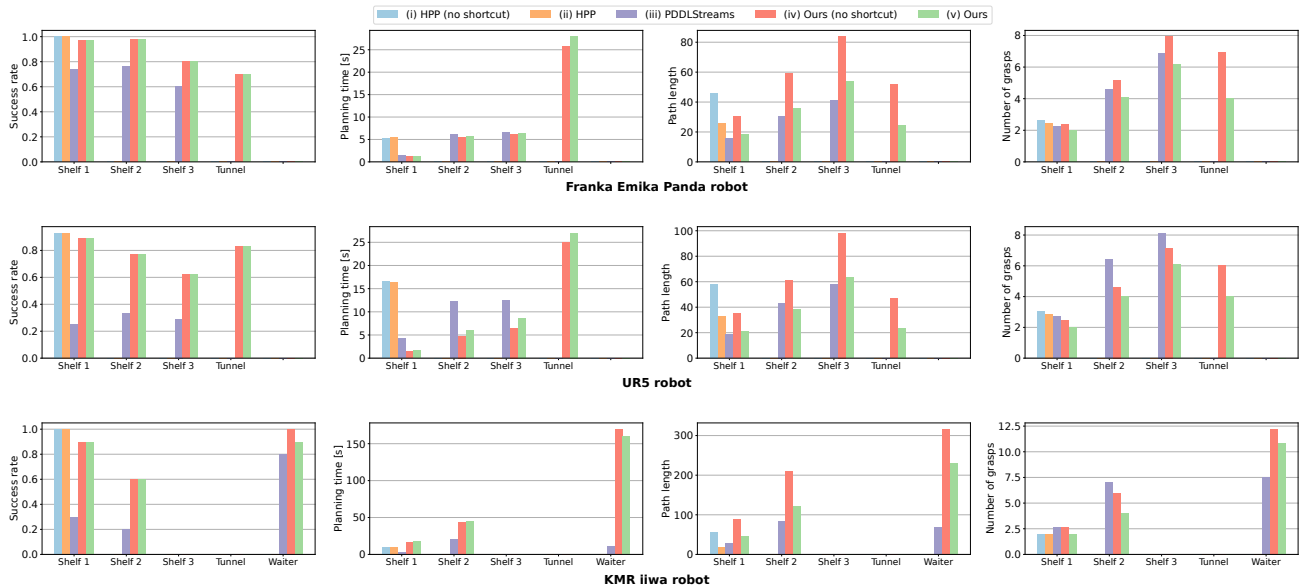 (i) HPP (no shortcut) (ii) HPP (iii) PDDLStreams (iv) Ours (no shortcut) (v) Ours
Success rate
1.0
0.8
0.6
0.4
0.2
0.0
Shelf 1 Shelf 2 Shelf 3 Tunnel
Planning time [s]
25
20
15
10
5
0
Shelf 1 Shelf 2 Shelf 3 Tunnel
Path length
80
60
40
20
0
Shelf 1 Shelf 2 Shelf 3 Tunnel
Number of grasps
8
6
4
2
0
Shelf 1 Shelf 2 Shelf 3 Tunnel
Franka Emika Panda robot
Success rate
0.8
0.6
0.4
0.2
0.0
Shelf 1 Shelf 2 Shelf 3 Tunnel
Planning time [s]
25
20
15
10
5
0
Shelf 1 Shelf 2 Shelf 3 Tunnel
Path length
100
80
60
40
20
0
Shelf 1 Shelf 2 Shelf 3 Tunnel
Number of grasps
8
6
4
2
0
Shelf 1 Shelf 2 Shelf 3 Tunnel
UR5 robot
Success rate
1.0
0.8
0.6
0.4
0.2
0.0
Shelf 1 Shelf 2 Shelf 3 Tunnel Waiter
Planning time [s]
150
100
50
0
Shelf 1 Shelf 2 Shelf 3 Tunnel Waiter
Path length
300
200
100
0
Shelf 1 Shelf 2 Shelf 3 Tunnel Waiter
Number of grasps
12.5
10.0
7.5
5.0
2.5
0.0
Shelf 1 Shelf 2 Shelf 3 Tunnel Waiter
KMR iiwa robot